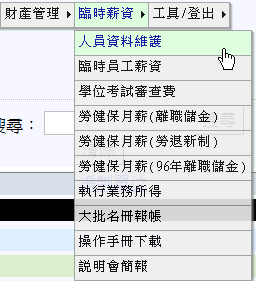 財產管理 臨時薪資 工具/登出
人員資料維護
臨時員工薪資
學位考試審查費
搜尋：
勞健保月薪(離職儲金)
勞健保月薪(勞退新制)
勞健保月薪(96年離職儲金)
執行業務所得
大批名冊報帳
操作手冊下載
説明會簡報